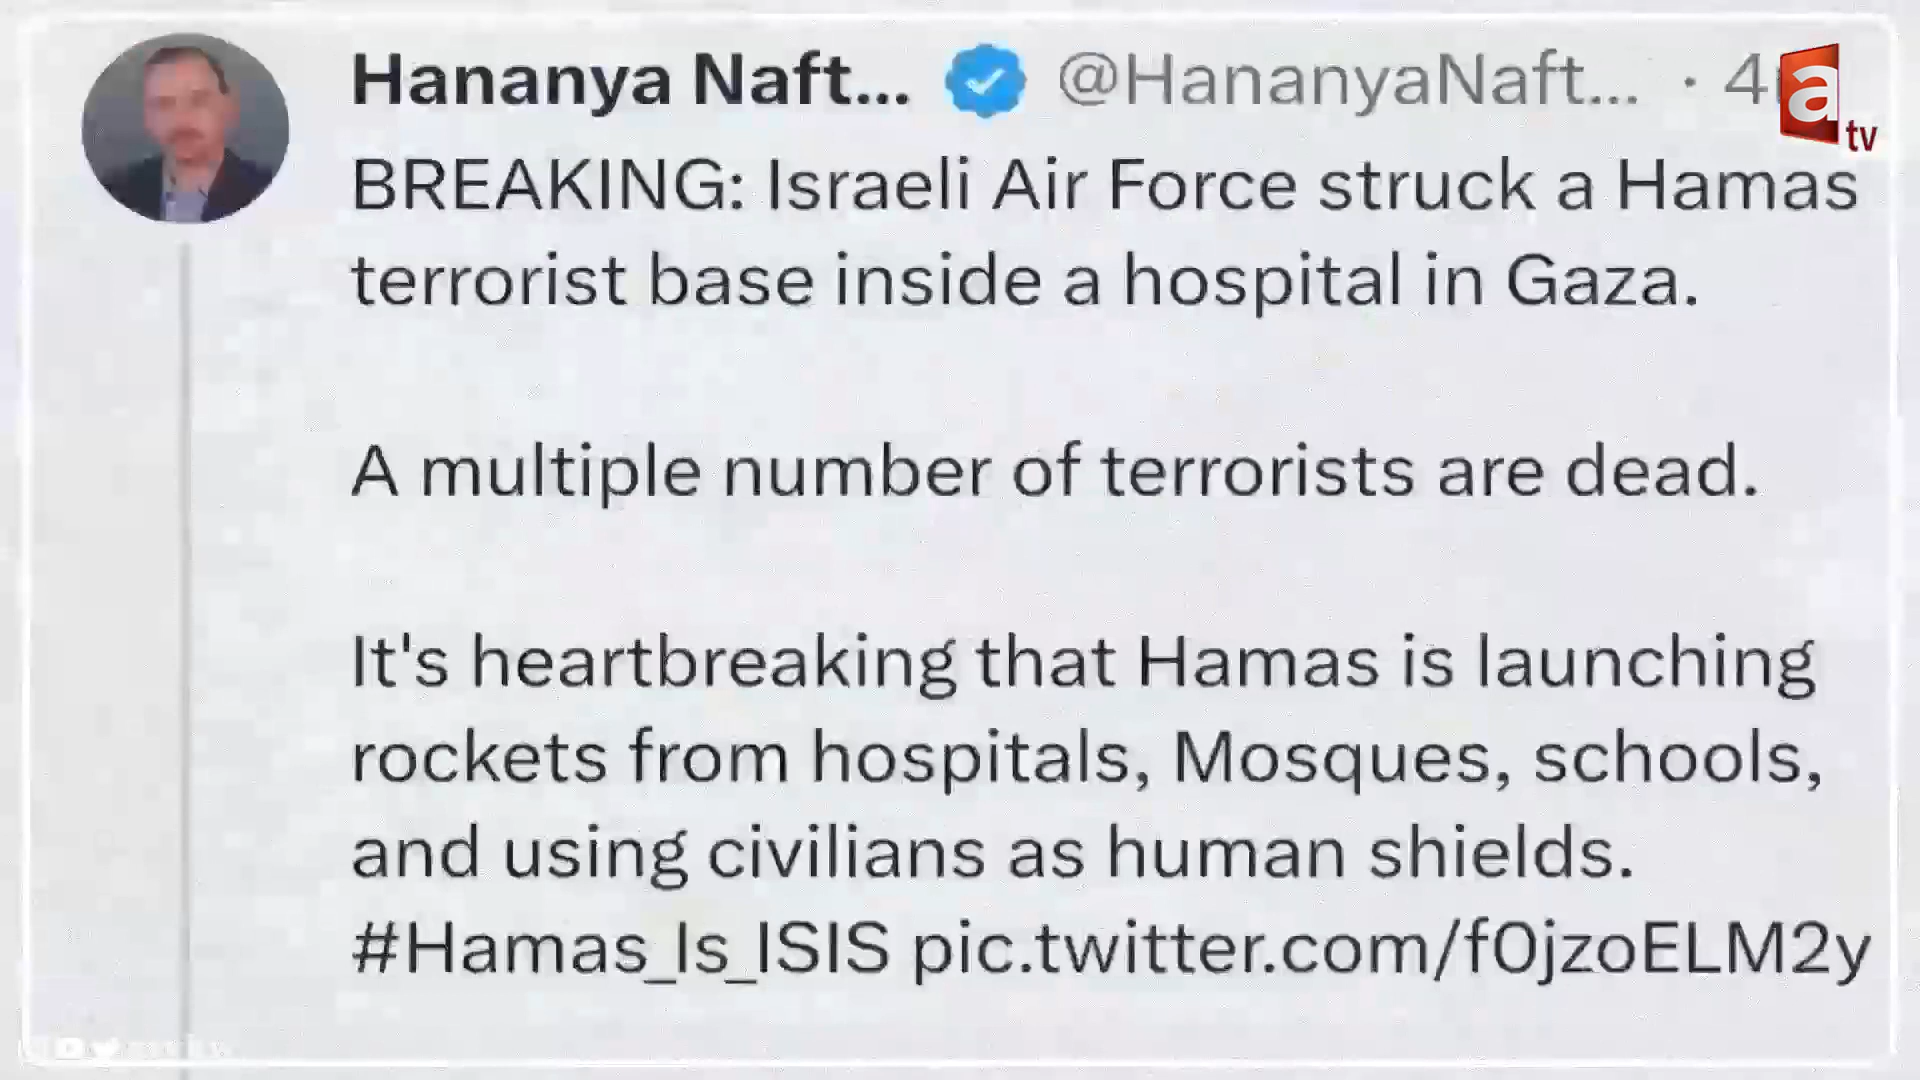 Hananya Naft... @HananyaNaft... · 4
a tv
BREAKING: Israeli Air Force struck a Hamas
terrorist base inside a hospital in Gaza.
A multiple number of terrorists are dead.
It's heartbreaking that Hamas is launching
rockets from hospitals, Mosques, schools,
and using civilians as human shields.
#Hamas_Is_ISIS pic.twitter.com/f0jzoELM2y